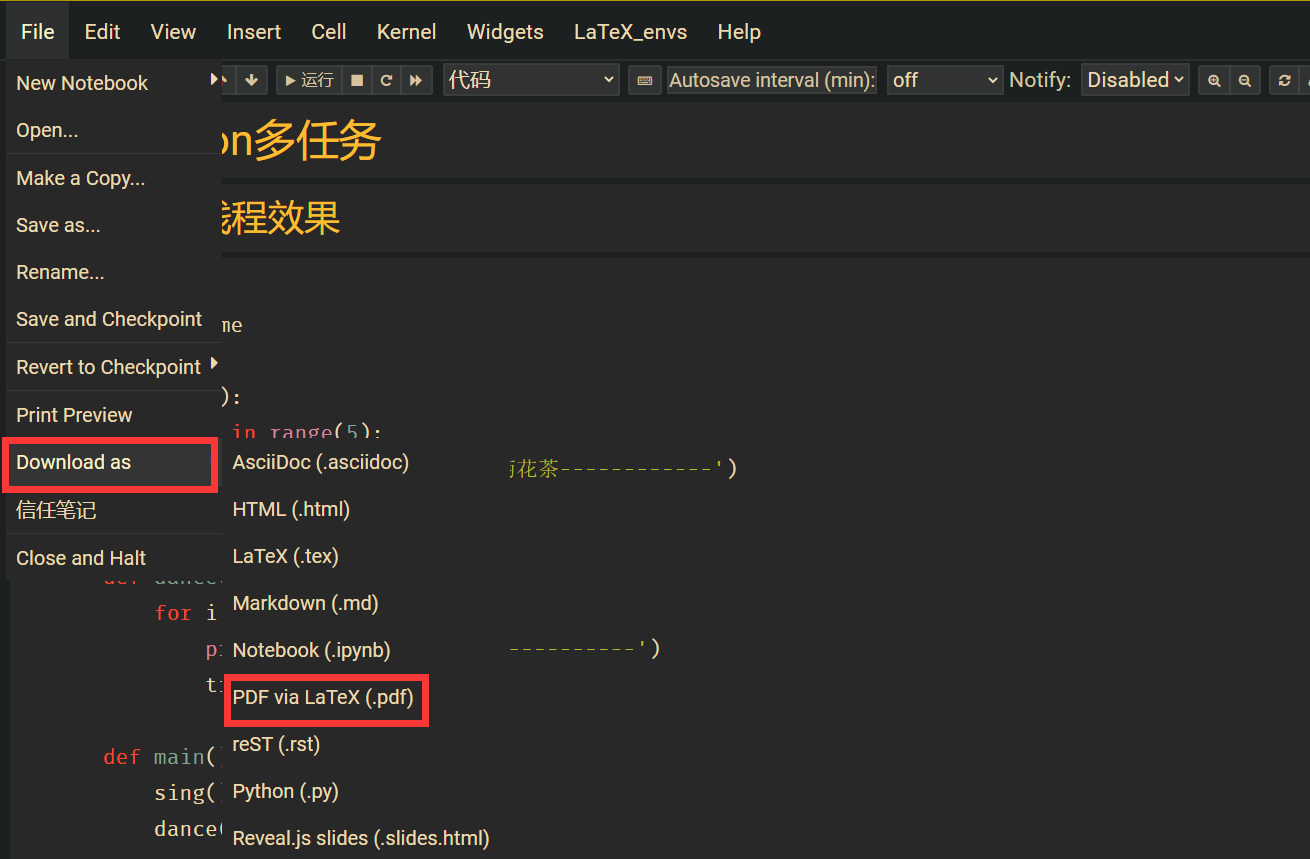 File Edit View Insert Cell Kernel Widgets LaTeX_envs Help
New Notebook
运行 代码 Autosave interval (min): off Notify: Disabled
Open...
on多任务
Make a Copy...
Save as...
程效果
Rename...
Save and Checkpoint
me
Revert to Checkpoint
):
Print Preview
in range(5):
Download as
AsciiDoc (.asciidoc)
花茶------------')
信任笔记
HTML (.html)
Close and Halt
LaTeX (.tex)
def dance
for i
Markdown (.md)
Notebook (.ipynb)
----------')
PDF via LaTeX (.pdf)
reST (.rst)
def main(
sing(
Python (.py)
dance(
Reveal.js slides (.slides.html)